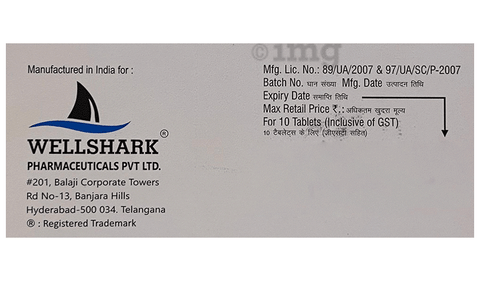 Manufactured in India for :
WELLSHARK ®
PHARMACEUTICALS PVT LTD.
#201, Balaji Corporate Towers
Rd No-13, Banjara Hills
Hyderabad-500 034. Telangana
® : Registered Trademark
Mfg. Lic. No.: 89/UA/2007 & 97/UA/SC/P-2007
Batch No. घान संख्या Mfg. Date उत्पादन तिथि
Expiry Date समाप्ति तिथि
Max Retail Price ₹.: अधिकतम खुदरा मूल्य
For 10 Tablets (Inclusive of GST)
10 टैबलेट्स के लिए (जीएसटी सहित)